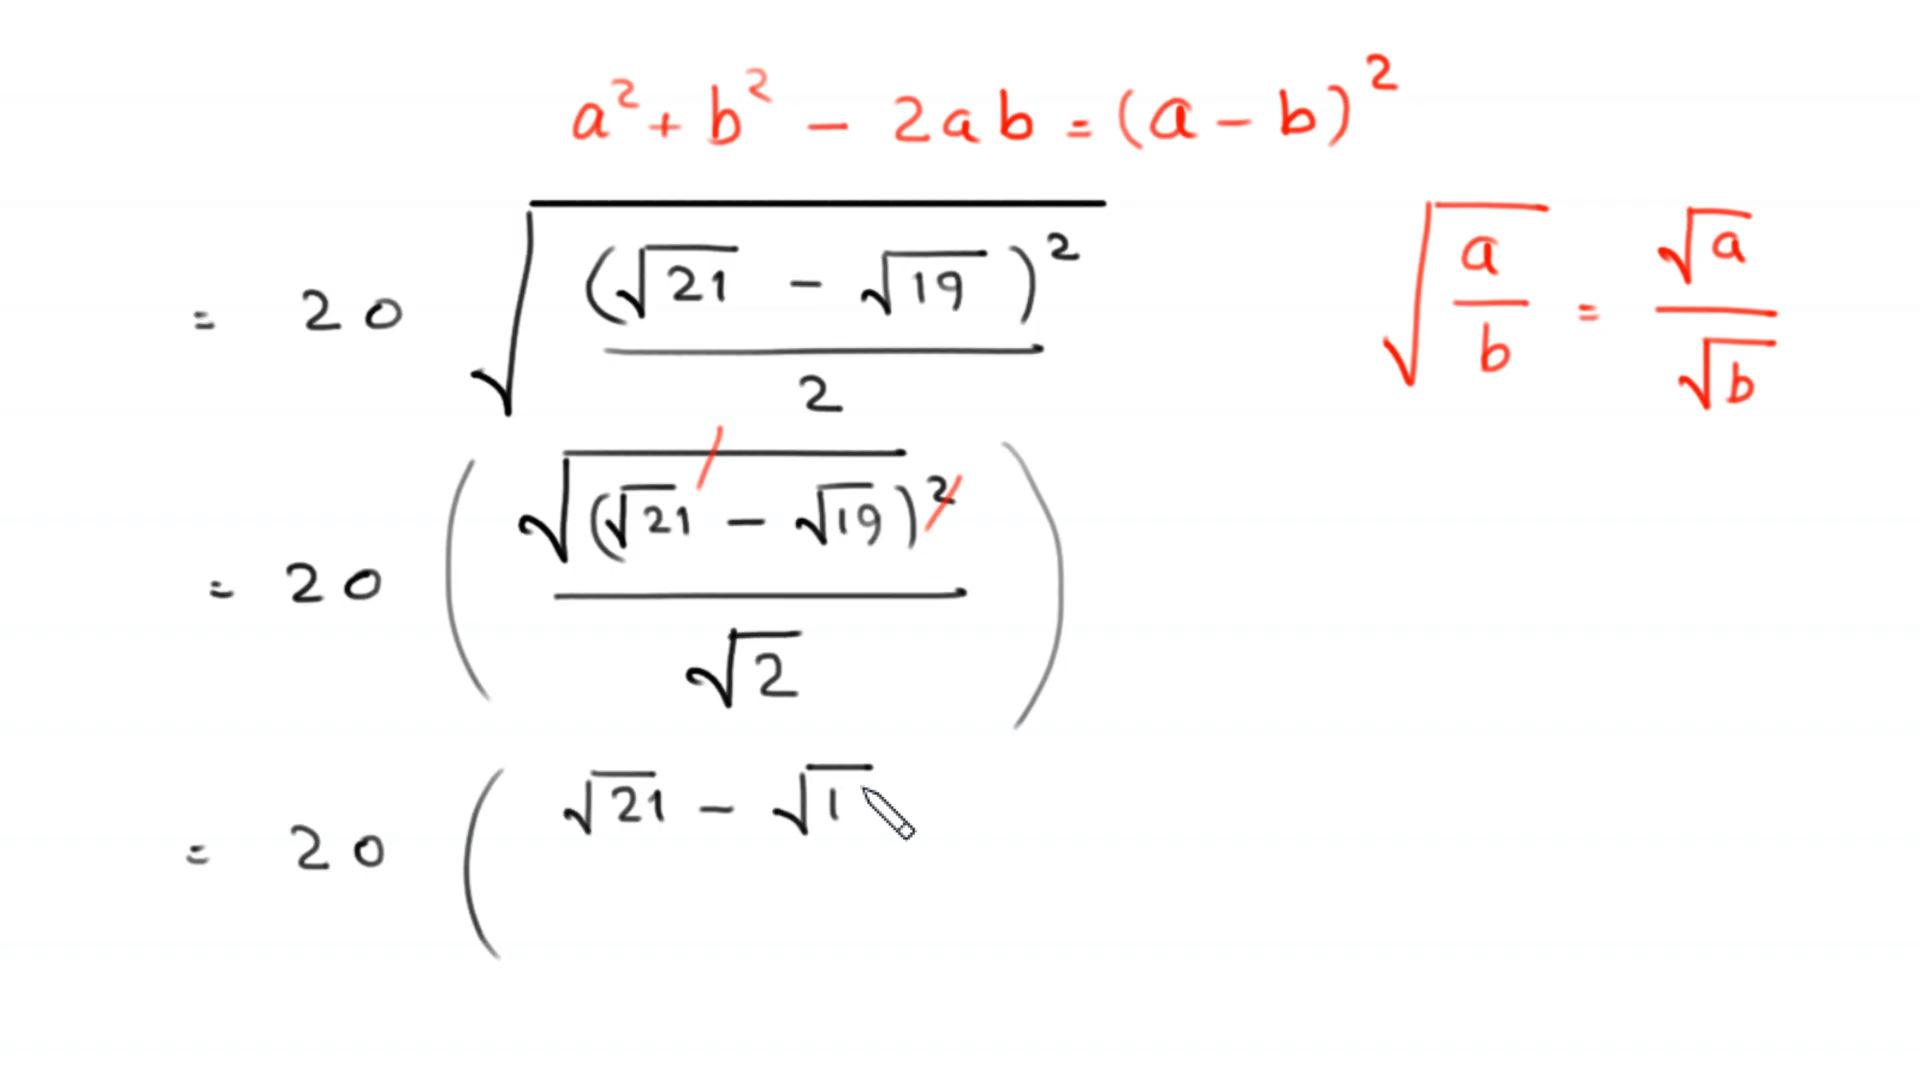 a² + b² - 2ab = (a - b)²
= 20 √((√21 - √19)² / 2)
√(a/b) = √a/√b
= 20 (√(√21 - √19)² / √2)
= 20 ( √21 - √1